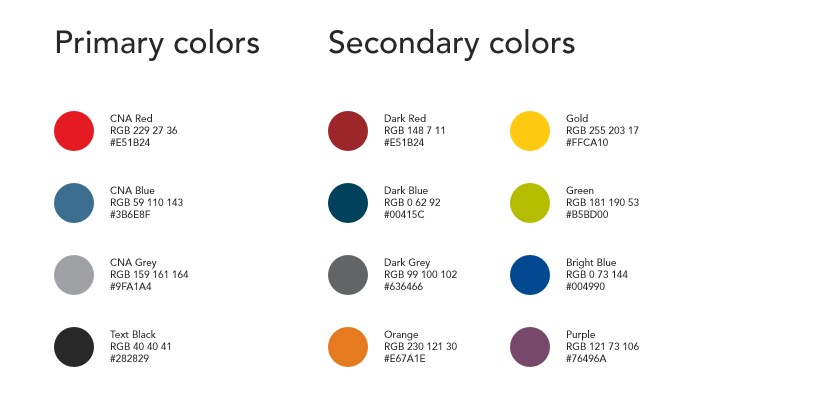 Primary colors
CNA Red
RGB 229 27 36
#E51B24
CNA Blue
RGB 59 110 143
#3B6E8F
CNA Grey
RGB 159 161 164
#9FA1A4
Text Black
RGB 40 40 41
#282829
Secondary colors
Dark Red
RGB 148 7 11
#E51B24
Dark Blue
RGB 0 62 92
#00415C
Dark Grey
RGB 99 100 102
#636466
Orange
RGB 230 121 30
#E67A1E
Gold
RGB 255 203 17
#FFCA10
Green
RGB 181 190 53
#B5BD00
Bright Blue
RGB 0 73 144
#004990
Purple
RGB 121 73 106
#76496A